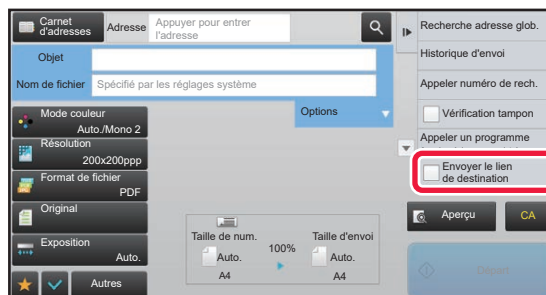 Carnet
d'adresses
Adresse
Appuyer pour entrer
l'adresse
Objet
Nom de fichier
Spécifié par les réglages système
Options
Mode couleur
Auto./Mono 2
Résolution
200x200ppp
Format de fichier
PDF
Original
Exposition
Auto.
Autres
Taille de num.
Auto.
A4
100%
Taille d'envoi
Auto.
A4
Recherche adresse glob.
Historique d'envoi
Appeler numéro de rech.
Vérification tampon
Appeler un programme
Envoyer le lien
de destination
Aperçu
CA
Départ